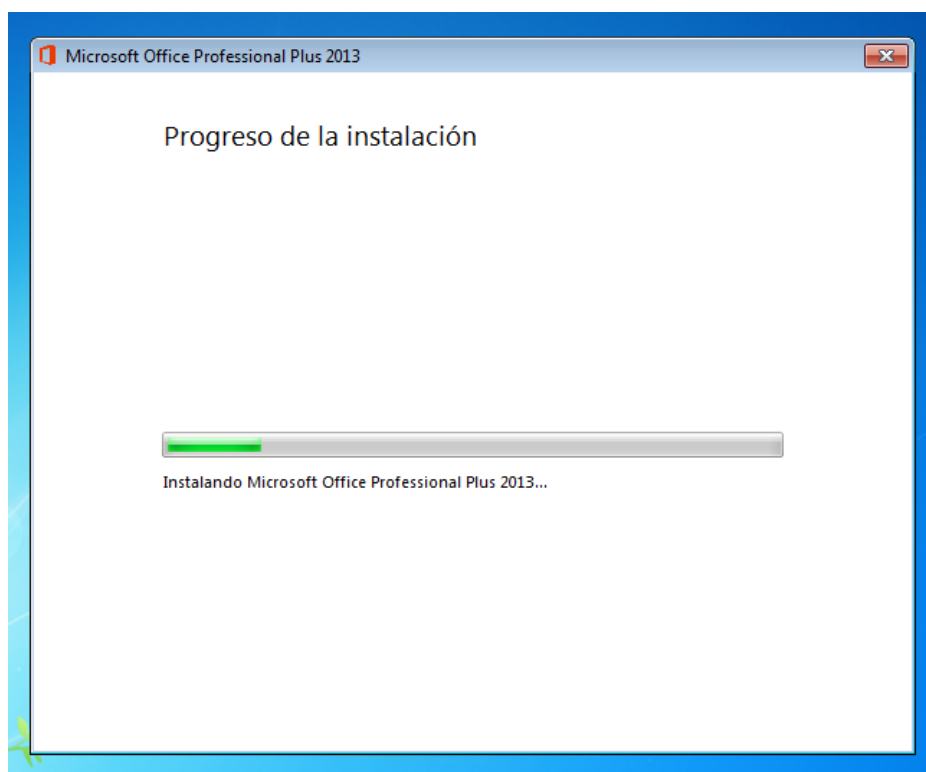 Microsoft Office Professional Plus 2013
Progreso de la instalación
Instalando Microsoft Office Professional Plus 2013...